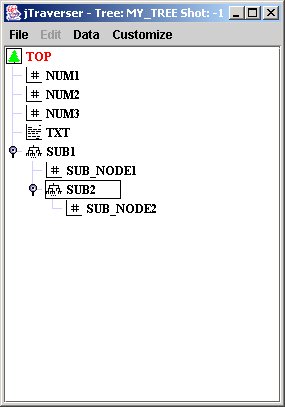 jTraverser - Tree: MY_TREE Shot: -1
File Edit Data Customize
TOP
NUM1
NUM2
NUM3
TXT
SUB1
SUB_NODE1
SUB2
SUB_NODE2